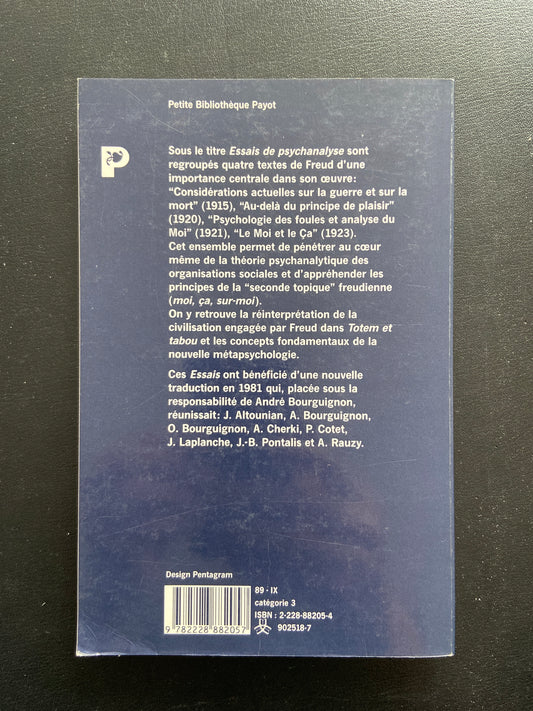 Petite Bibliothèque Payot
P
Sous le titre Essais de psychanalyse sont
regroupés quatre textes de Freud d'une
importance centrale dans son œuvre:
"Considérations actuelles sur la guerre et sur la
mort" (1915), "Au-delà du principe de plaisir"
(1920), "Psychologie des foules et analyse du
Moi" (1921), "Le Moi et le Ça" (1923).
Cet ensemble permet de pénétrer au cœur
même de la théorie psychanalytique des
organisations sociales et d'appréhender les
principes de la "seconde topique" freudienne
(moi, ça, sur-moi).
On y retrouve la réinterprétation de la
civilisation engagée par Freud dans Totem et
tabou et les concepts fondamentaux de la
nouvelle métapsychologie.
Ces Essais ont bénéficié d'une nouvelle
traduction en 1981 qui, placée sous la
responsabilité de André Bourguignon,
réunissait: J. Altounian, A. Bourguignon,
O. Bourguignon, A. Cherki, P. Cotet,
J. Laplanche, J.-B. Pontalis et A. Rauzy.
Design Pentagram
89 - IX
catégorie 3
ISBN : 2-228-88205-4
902518-7
9 782228 882057